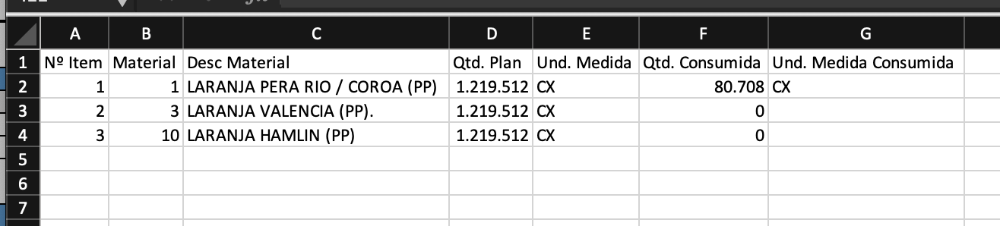 A B C D E F G
1 Nº Item Material Desc Material Qtd. Plan Und. Medida Qtd. Consumida Und. Medida Consumida
2 1 1 LARANJA PERA RIO / COROA (PP) 1.219.512 CX 80.708 CX
3 2 3 LARANJA VALENCIA (PP). 1.219.512 CX 0
4 3 10 LARANJA HAMLIN (PP) 1.219.512 CX 0
5
6
7